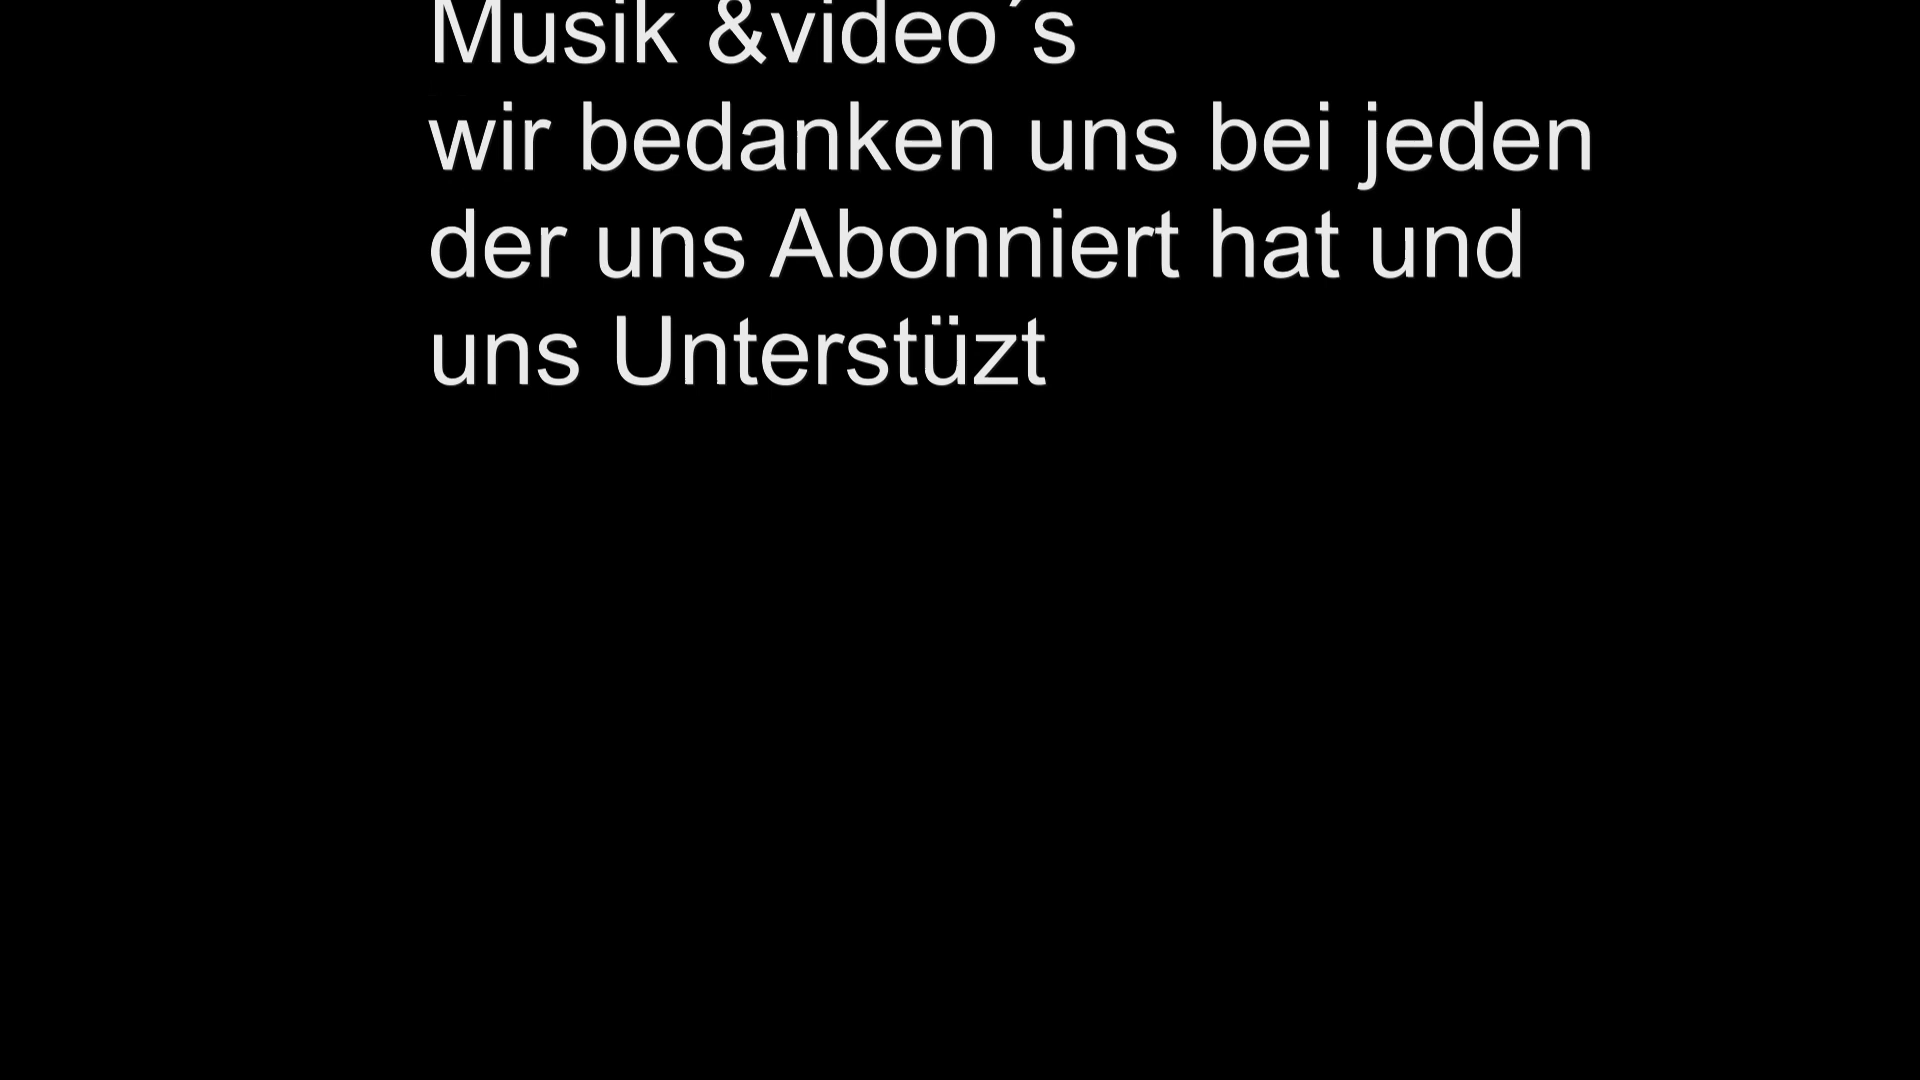 Musik &video´s
wir bedanken uns bei jeden
der uns Abonniert hat und
uns Unterstüzt